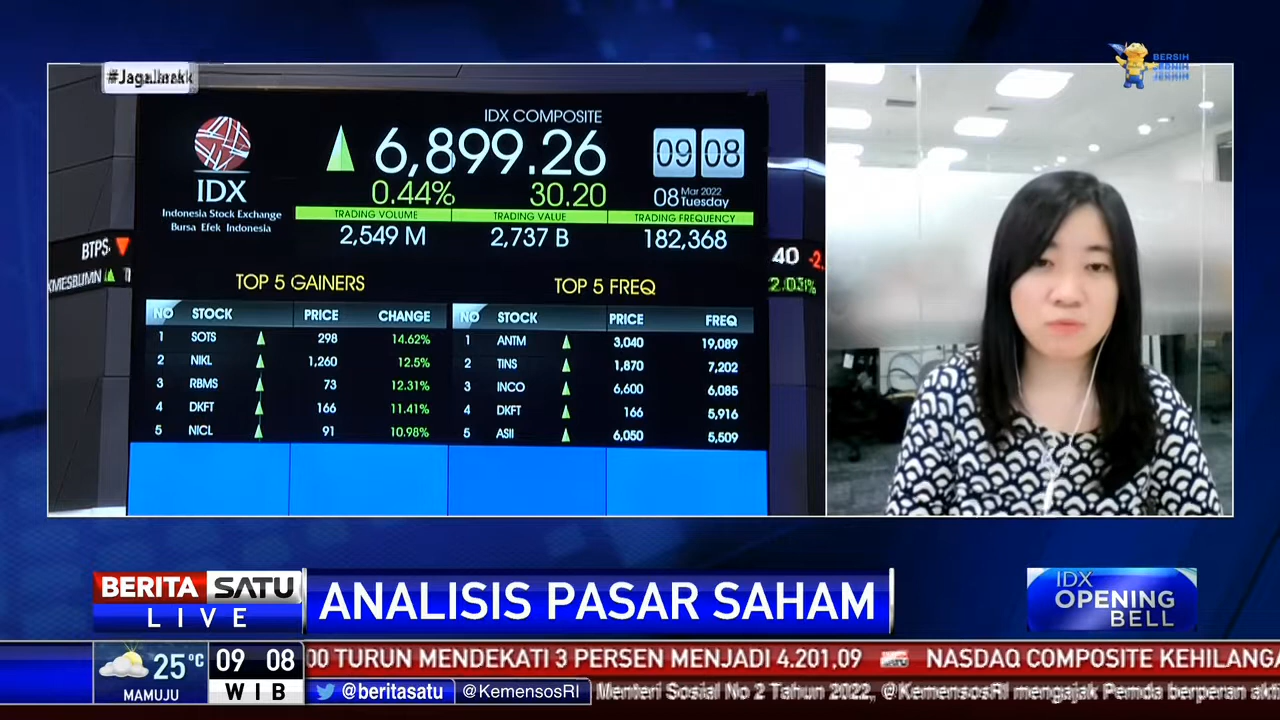 BERSIH
JERNIH
IDX COMPOSITE
6,899.26
0.44% 30.20
09 08
08 Mar 2022
Tuesday
IDX
Indonesia Stock Exchange
Bursa Efek Indonesia
TRADING VOLUME TRADING VALUE TRADING FREQUENCY
2,549 M 2,737 B 182,368
BTPS
40 -2.
2.03%
TOP 5 GAINERS
NO STOCK PRICE CHANGE
1 SOTS 298 14.62%
2 NIKL 1,260 12.5%
3 RBMS 73 12.31%
4 DKFT 166 11.41%
5 NICL 91 10.98%
TOP 5 FREQ
NO STOCK PRICE FREQ
1 ANTM 3,040 19,089
2 TINS 1,870 7,202
3 INCO 6,600 6,085
4 DKFT 166 5,916
5 ASII 6,050 5,509
BERITA SATU
LIVE
ANALISIS PASAR SAHAM
IDX
OPENING
BELL
25°C
MAMUJU
09 08
WIB
00 TURUN MENDEKATI 3 PERSEN MENJADI 4.201,09 NASDAQ COMPOSITE KEHILANGA
@beritasatu @KemensosRI Menteri Sosial No 2 Tahun 2022, @KemensosRI mengajak Pemda berperan akti